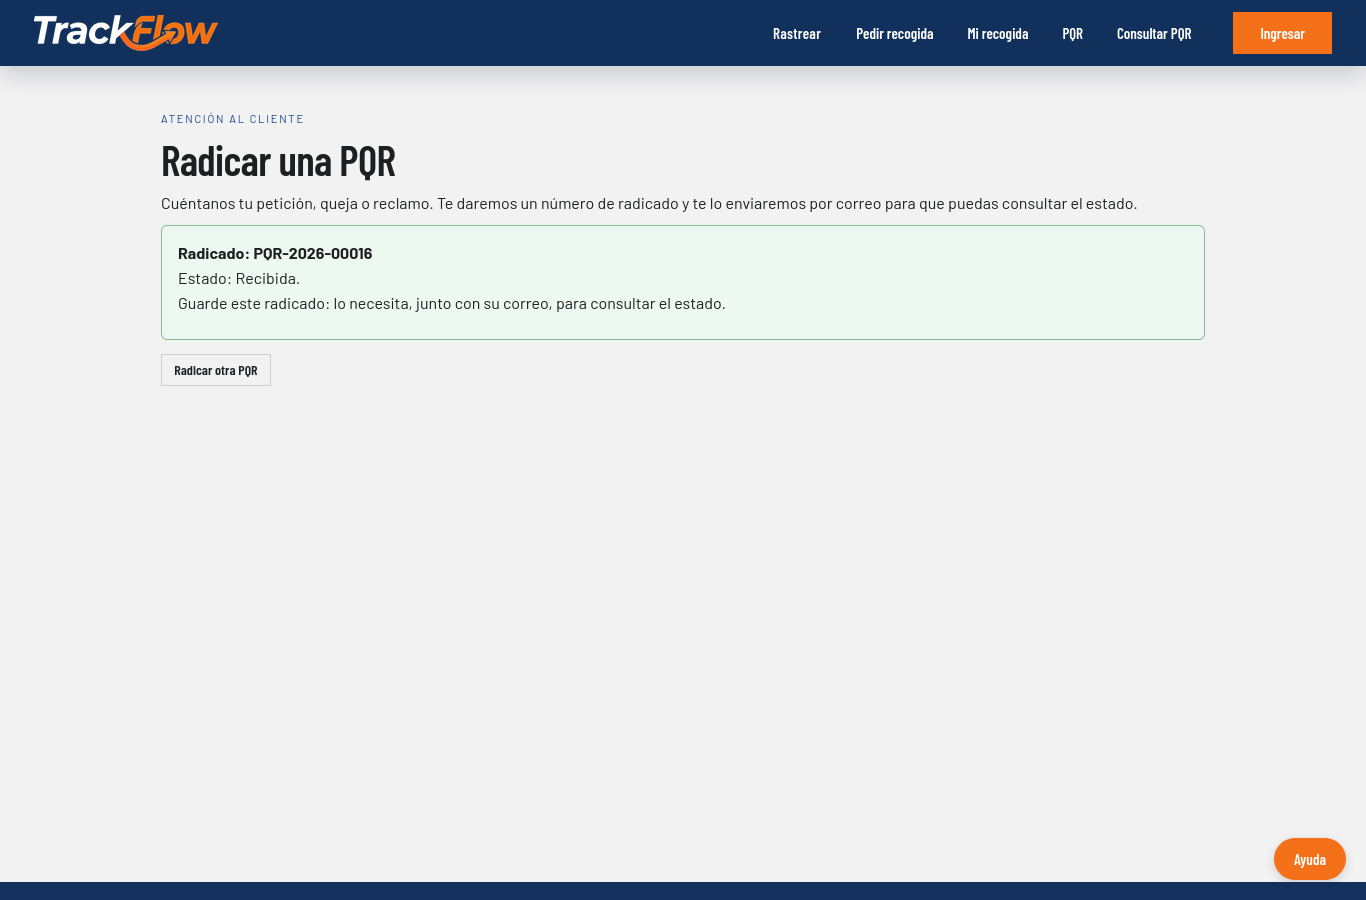 TrackFlow
Rastrear
Pedir recogida
Mi recogida
PQR
Consultar PQR
Ingresar
ATENCIÓN AL CLIENTE
Radicar una PQR
Cuéntanos tu petición, queja o reclamo. Te daremos un número de radicado y te lo enviaremos por correo para que puedas consultar el estado.
Radicado: PQR-2026-00016
Estado: Recibida.
Guarde este radicado: lo necesita, junto con su correo, para consultar el estado.
Radicar otra PQR
Ayuda